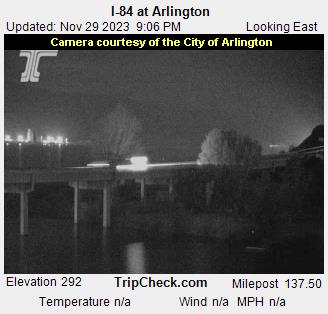 I-84 at Arlington
Updated: Nov 29 2023 9:06 PM Looking East
Camera courtesy of the City of Arlington
Elevation 292 TripCheck.com Milepost 137.50
Temperature n/a Wind n/a MPH n/a